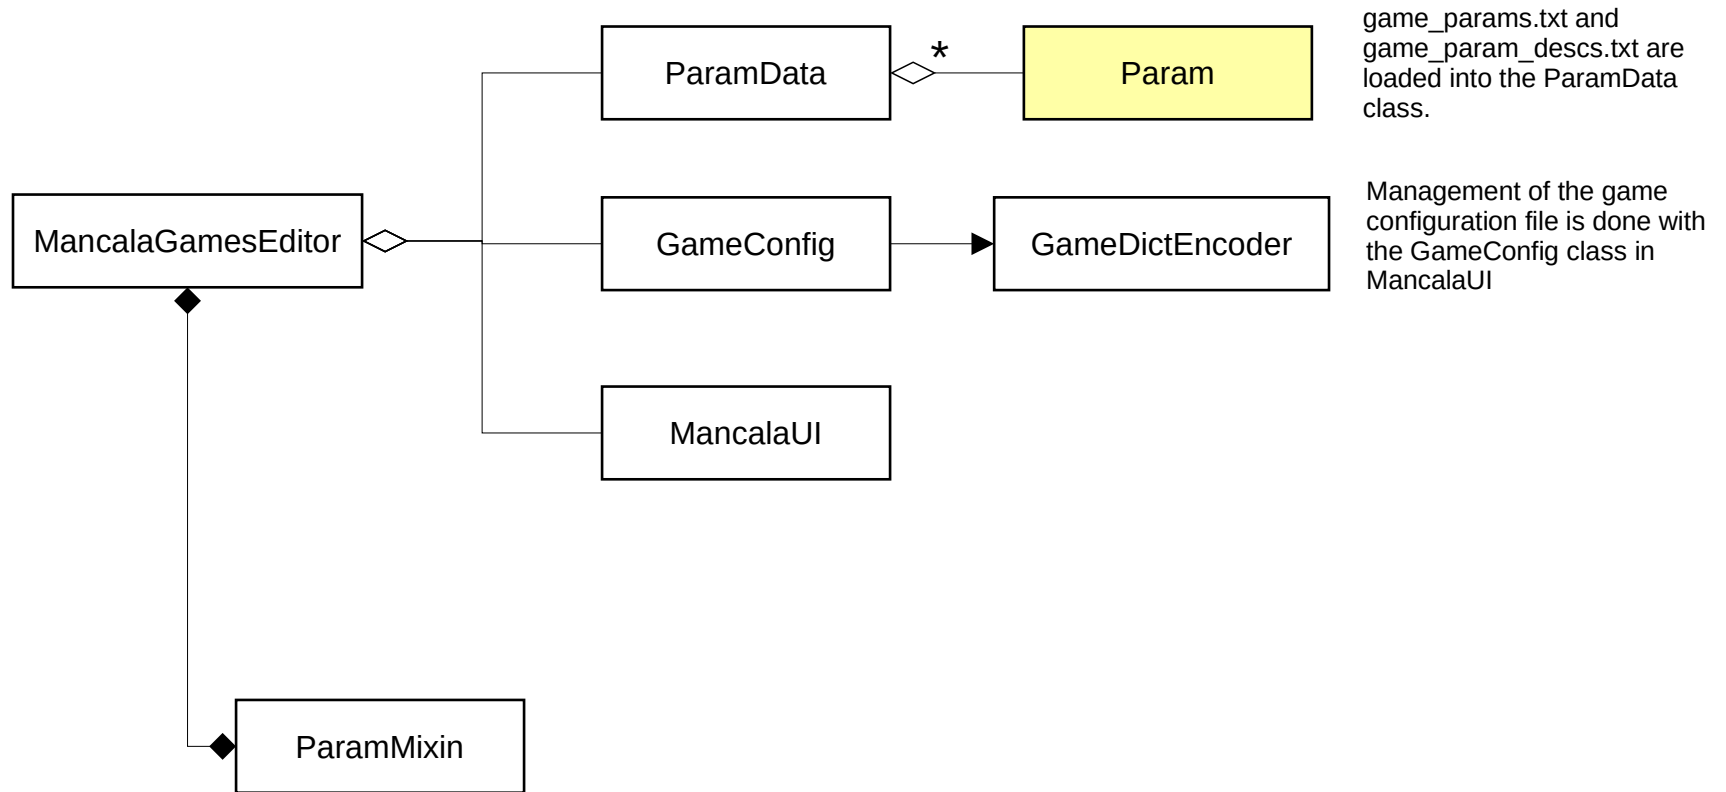 ParamData
*
Param
game_params.txt and
game_param_descs.txt are
loaded into the ParamData
class.
MancalaGamesEditor
GameConfig
GameDictEncoder
Management of the game
configuration file is done with
the GameConfig class in
MancalaUI
MancalaUI
ParamMixin